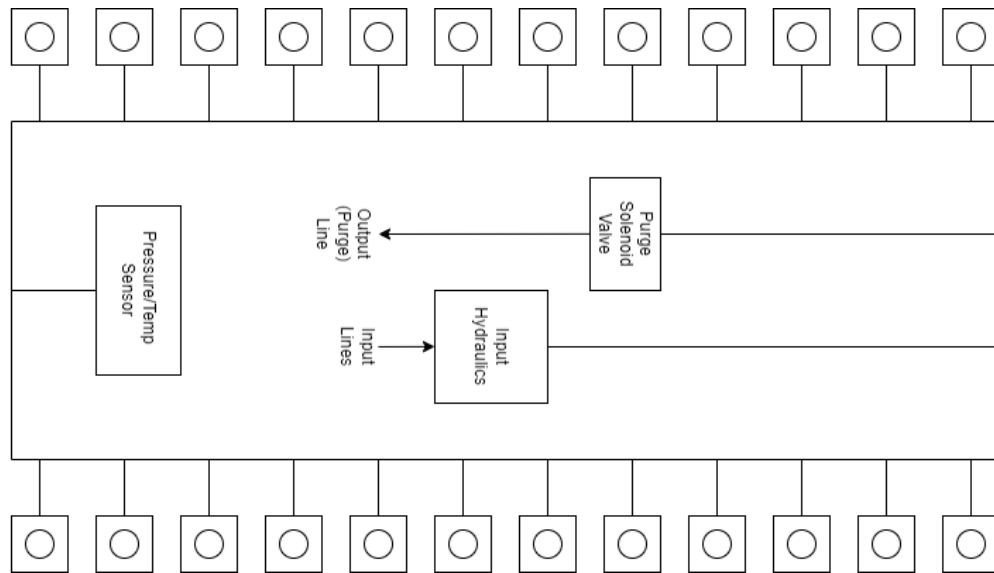 Purge
Solenoid
Valve
Output
(Purge)
Line
Pressure/Temp
Sensor
Input
Hydraulics
Input
Lines